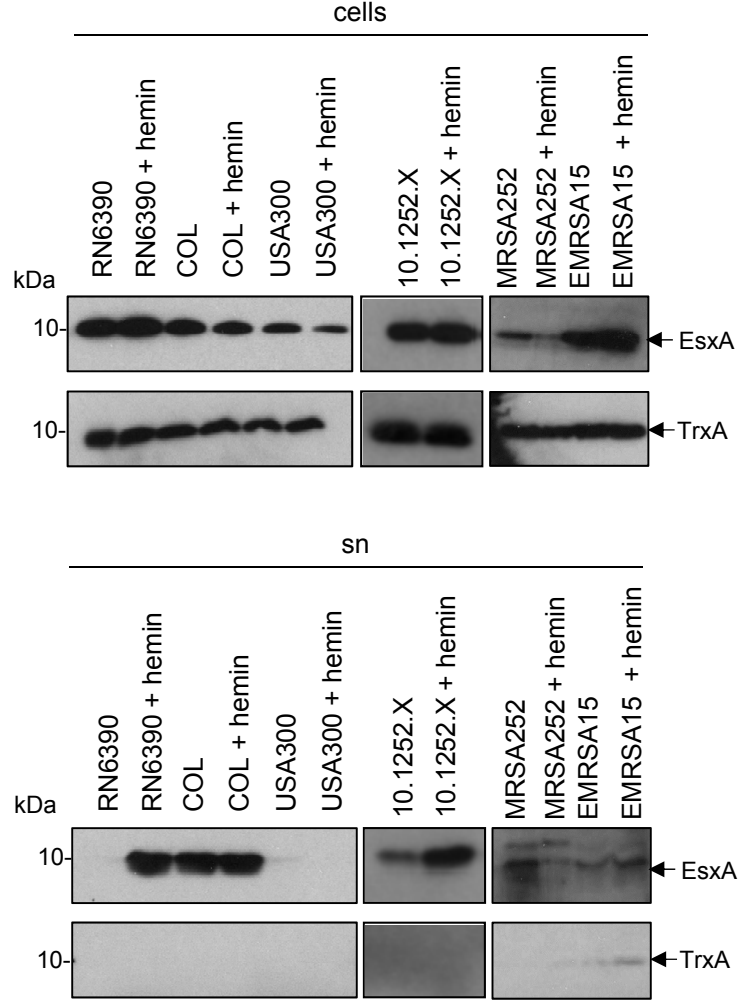 cells
RN6390
RN6390 + hemin
COL
COL + hemin
USA300
USA300 + hemin
10.1252.X
10.1252.X + hemin
MRSA252
MRSA252 + hemin
EMRSA15
EMRSA15 + hemin
kDa
10-
EsxA
10-
TrxA
sn
RN6390
RN6390 + hemin
COL
COL + hemin
USA300
USA300 + hemin
10.1252.X
10.1252.X + hemin
MRSA252
MRSA252 + hemin
EMRSA15
EMRSA15 + hemin
kDa
10-
EsxA
10-
TrxA